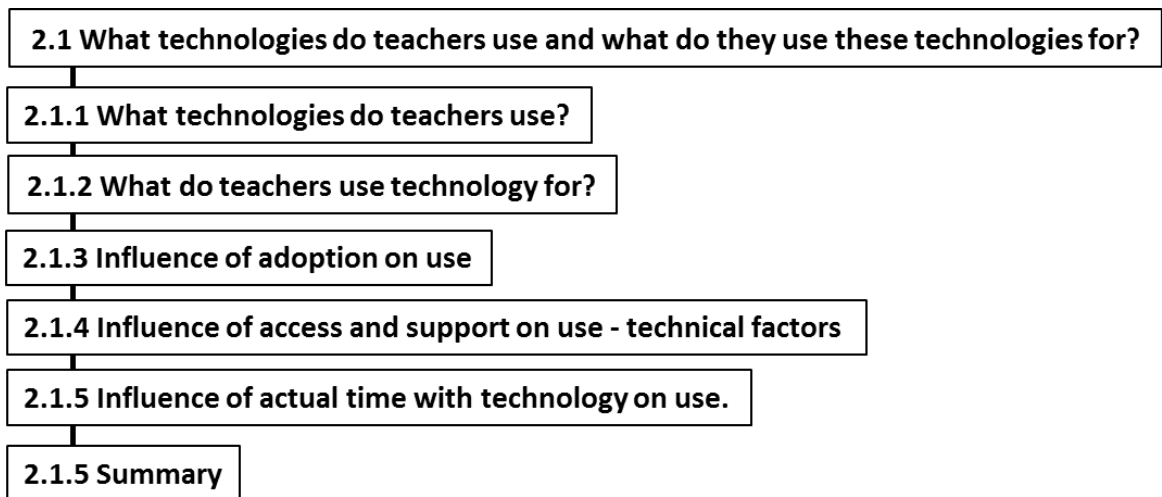 2.1 What technologies do teachers use and what do they use these technologies for?
2.1.1 What technologies do teachers use?
2.1.2 What do teachers use technology for?
2.1.3 Influence of adoption on use
2.1.4 Influence of access and support on use - technical factors
2.1.5 Influence of actual time with technology on use.
2.1.5 Summary